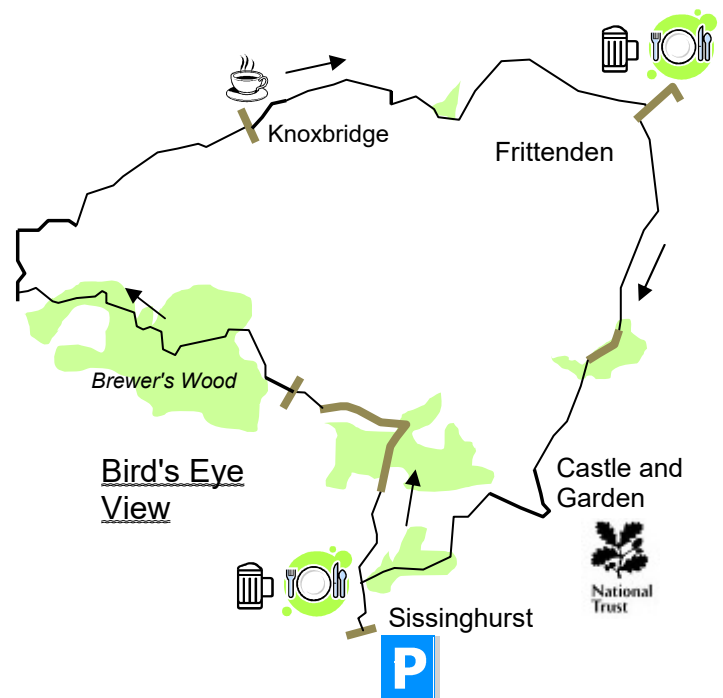 Knoxbridge
Frittenden
Brewer's Wood
Bird's Eye
View
Castle and
Garden
National
Trust
Sissinghurst
P